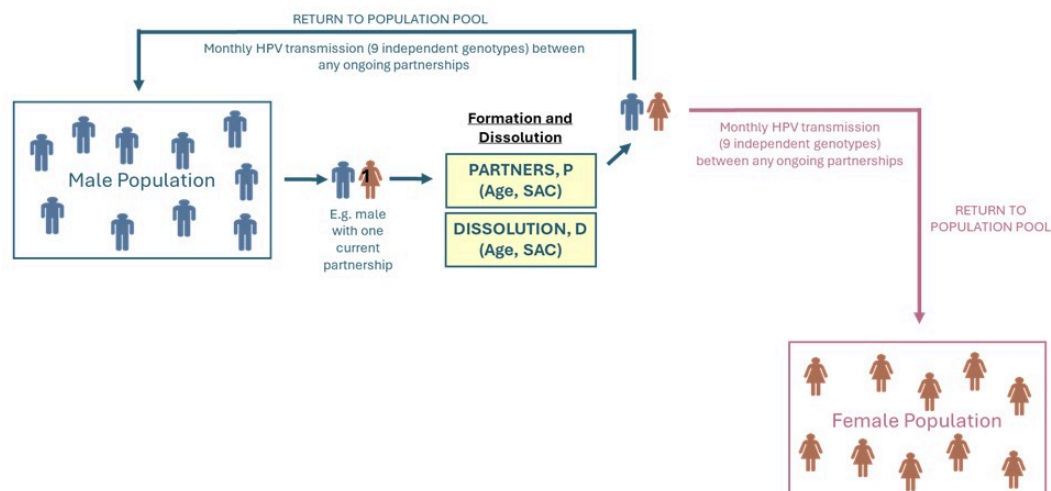 RETURN TO POPULATION POOL
Monthly HPV transmission (9 independent genotypes) between
any ongoing partnerships
Male Population
1
E.g. male
with one
current
partnership
Formation and
Dissolution
PARTNERS, P
(Age, SAC)
DISSOLUTION, D
(Age, SAC)
Monthly HPV transmission
(9 independent genotypes)
between any ongoing partnerships
RETURN TO
POPULATION POOL
Female Population